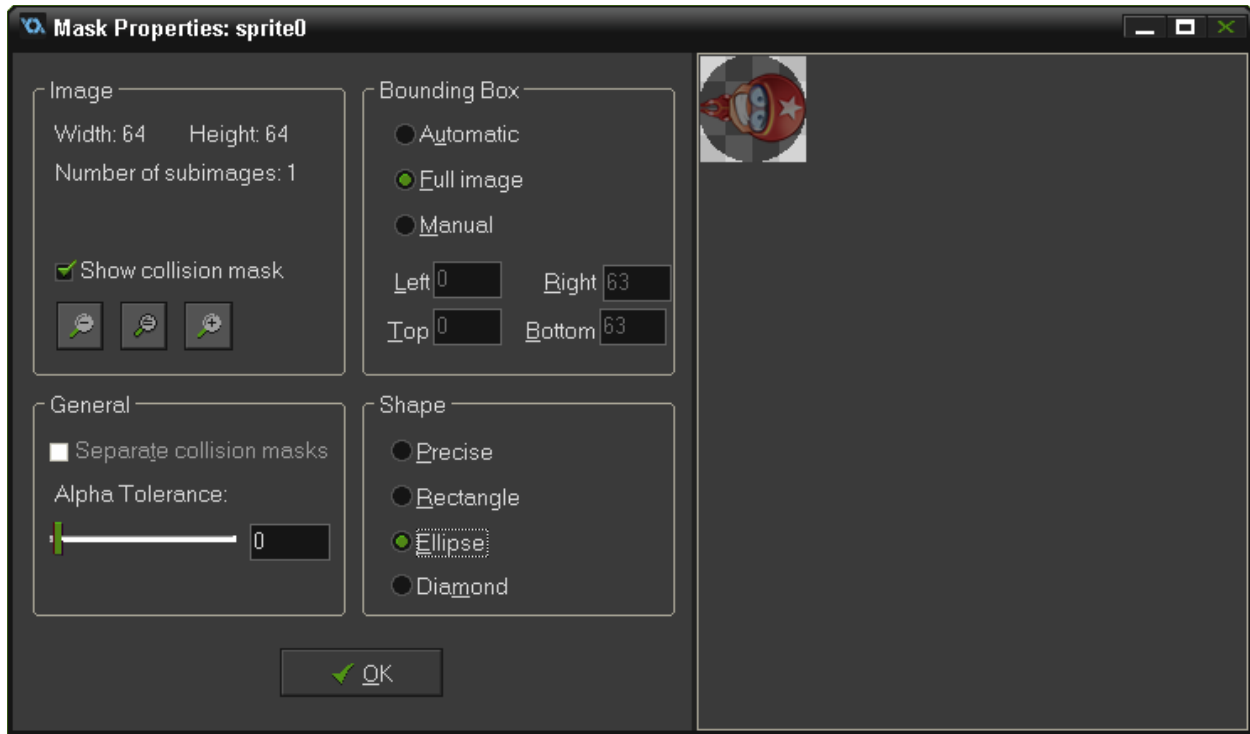 Mask Properties: sprite0
Image
Width: 64 Height: 64
Number of subimages: 1
Show collision mask
Bounding Box
Automatic
Full image
Manual
Left 0 Right 63
Top 0 Bottom 63
General
Separate collision masks
Alpha Tolerance:
0
Shape
Precise
Rectangle
Ellipse
Diamond
OK